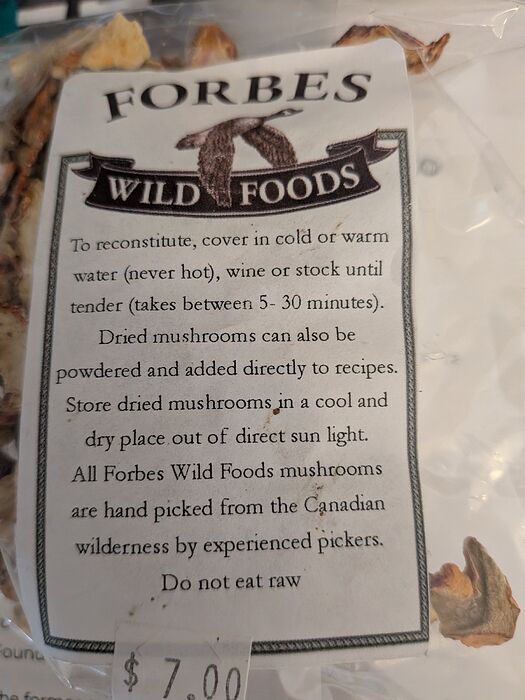 FORBES
WILD FOODS
To reconstitute, cover in cold or warm
water (never hot), wine or stock until
tender (takes between 5- 30 minutes).
Dried mushrooms can also be
powdered and added directly to recipes.
Store dried mushrooms in a cool and
dry place out of direct sun light.
All Forbes Wild Foods mushrooms
are hand picked from the Canadian
wilderness by experienced pickers.
Do not eat raw
$ 7.00